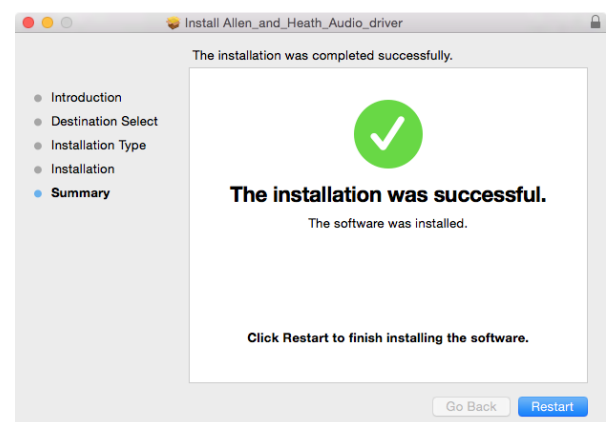 Install Allen_and_Heath_Audio_driver
The installation was completed successfully.
Introduction
Destination Select
Installation Type
Installation
Summary
The installation was successful.
The software was installed.
Click Restart to finish installing the software.
Go Back
Restart